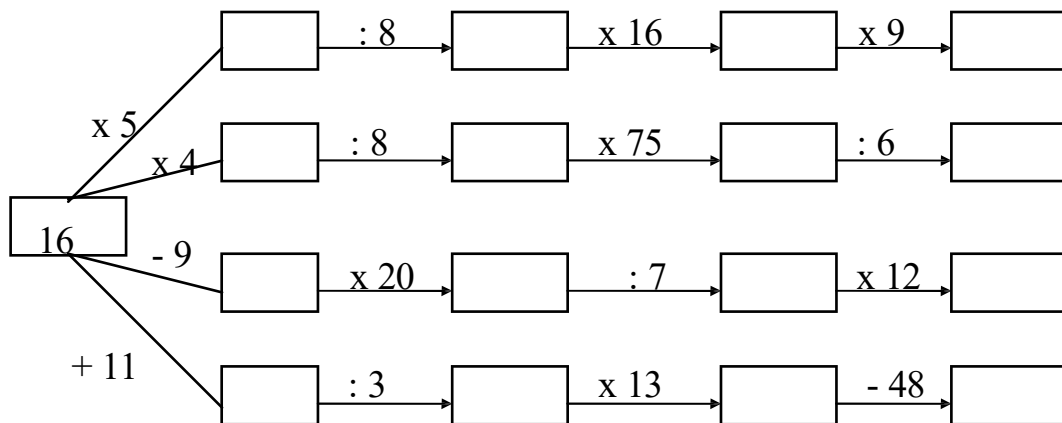 : 8 x 16 x 9
x 5
x 4 : 8 x 75 : 6
16
- 9 x 20 : 7 x 12
+ 11 : 3 x 13 - 48